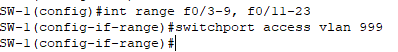 SW-1(config)#int range f0/3-9, f0/11-23
SW-1(config-if-range)#switchport access vlan 999
SW-1(config-if-range)#